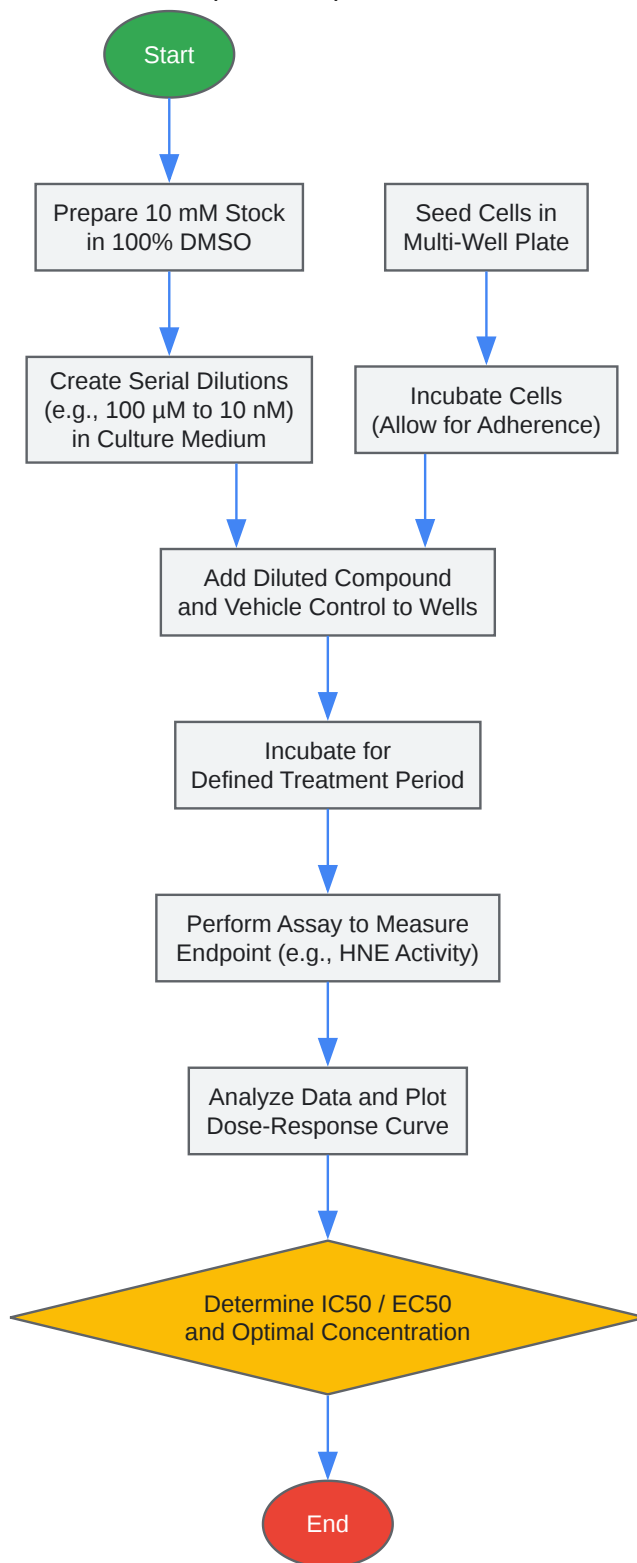 Start
Prepare 10 mM Stock
in 100% DMSO
Seed Cells in
Multi-Well Plate
Create Serial Dilutions
(e.g., 100 µM to 10 nM)
in Culture Medium
Incubate Cells
(Allow for Adherence)
Add Diluted Compound
and Vehicle Control to Wells
Incubate for
Defined Treatment Period
Perform Assay to Measure
Endpoint (e.g., HNE Activity)
Analyze Data and Plot
Dose-Response Curve
Determine IC50 / EC50
and Optimal Concentration
End